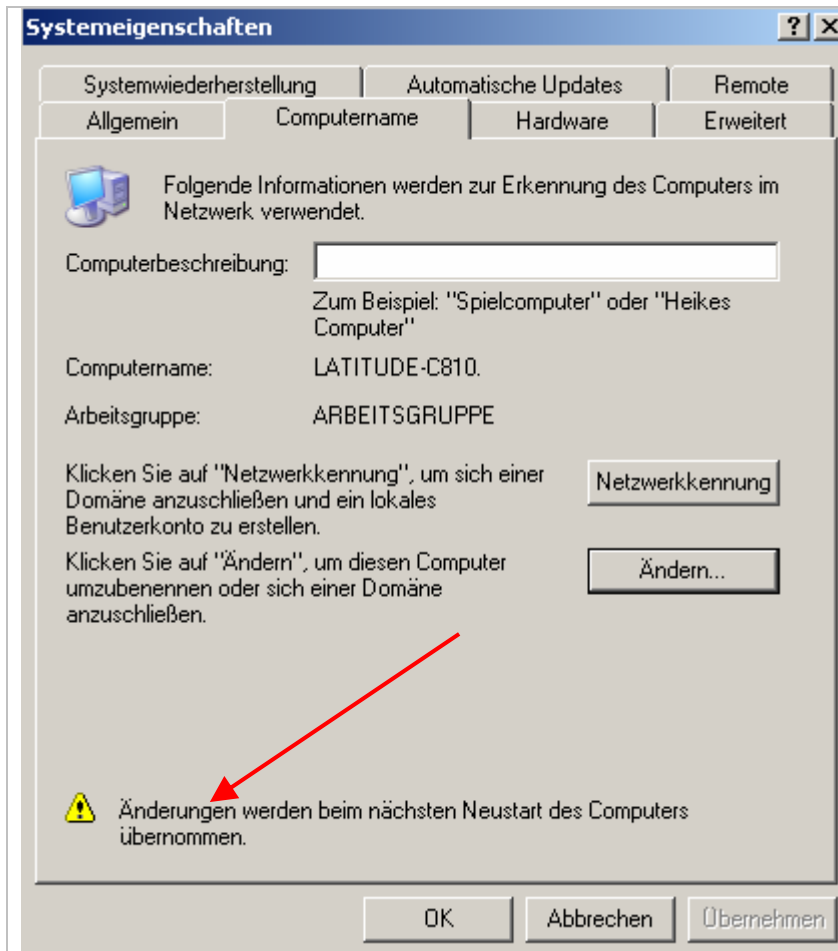 Systemeigenschaften
Systemwiederherstellung Automatische Updates Remote
Allgemein Computername Hardware Erweitert
Folgende Informationen werden zur Erkennung des Computers im
Netzwerk verwendet.
Computerbeschreibung:
Zum Beispiel: "Spielcomputer" oder "Heikes
Computer"
Computername: LATITUDE-C810.
Arbeitsgruppe: ARBEITSGRUPPE
Klicken Sie auf "Netzwerkkennung", um sich einer
Domäne anzuschließen und ein lokales
Benutzerkonto zu erstellen.
Netzwerkkennung
Klicken Sie auf "Ändern", um diesen Computer
umzubenennen oder sich einer Domäne
anzuschließen.
Ändern...
Änderungen werden beim nächsten Neustart des Computers
übernommen.
OK Abbrechen Übernehmen